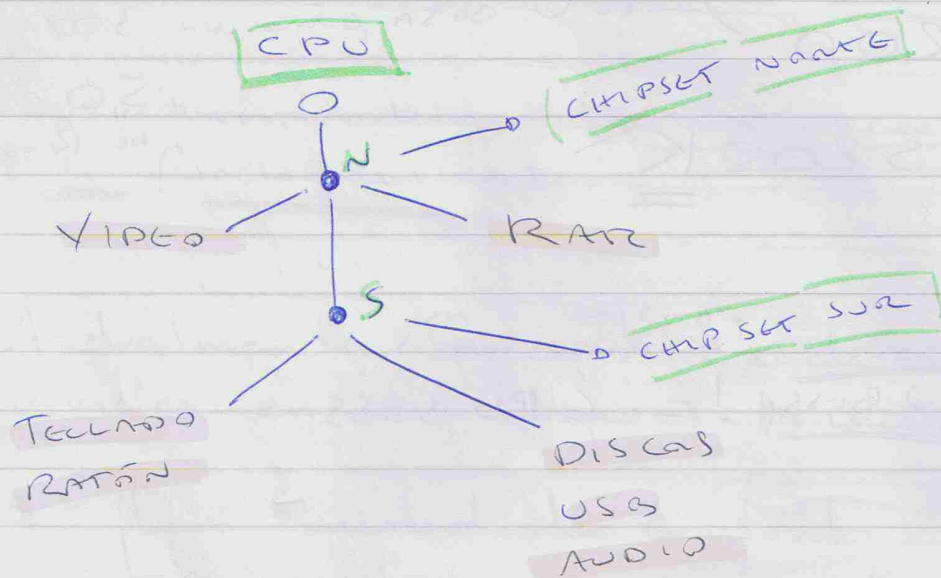 CPU
CHIPSET NORTE
N
VIDEO
RAM
S
CHIPSET SUR
TECLADO
RATÓN
DISCOS
USB
AUDIO